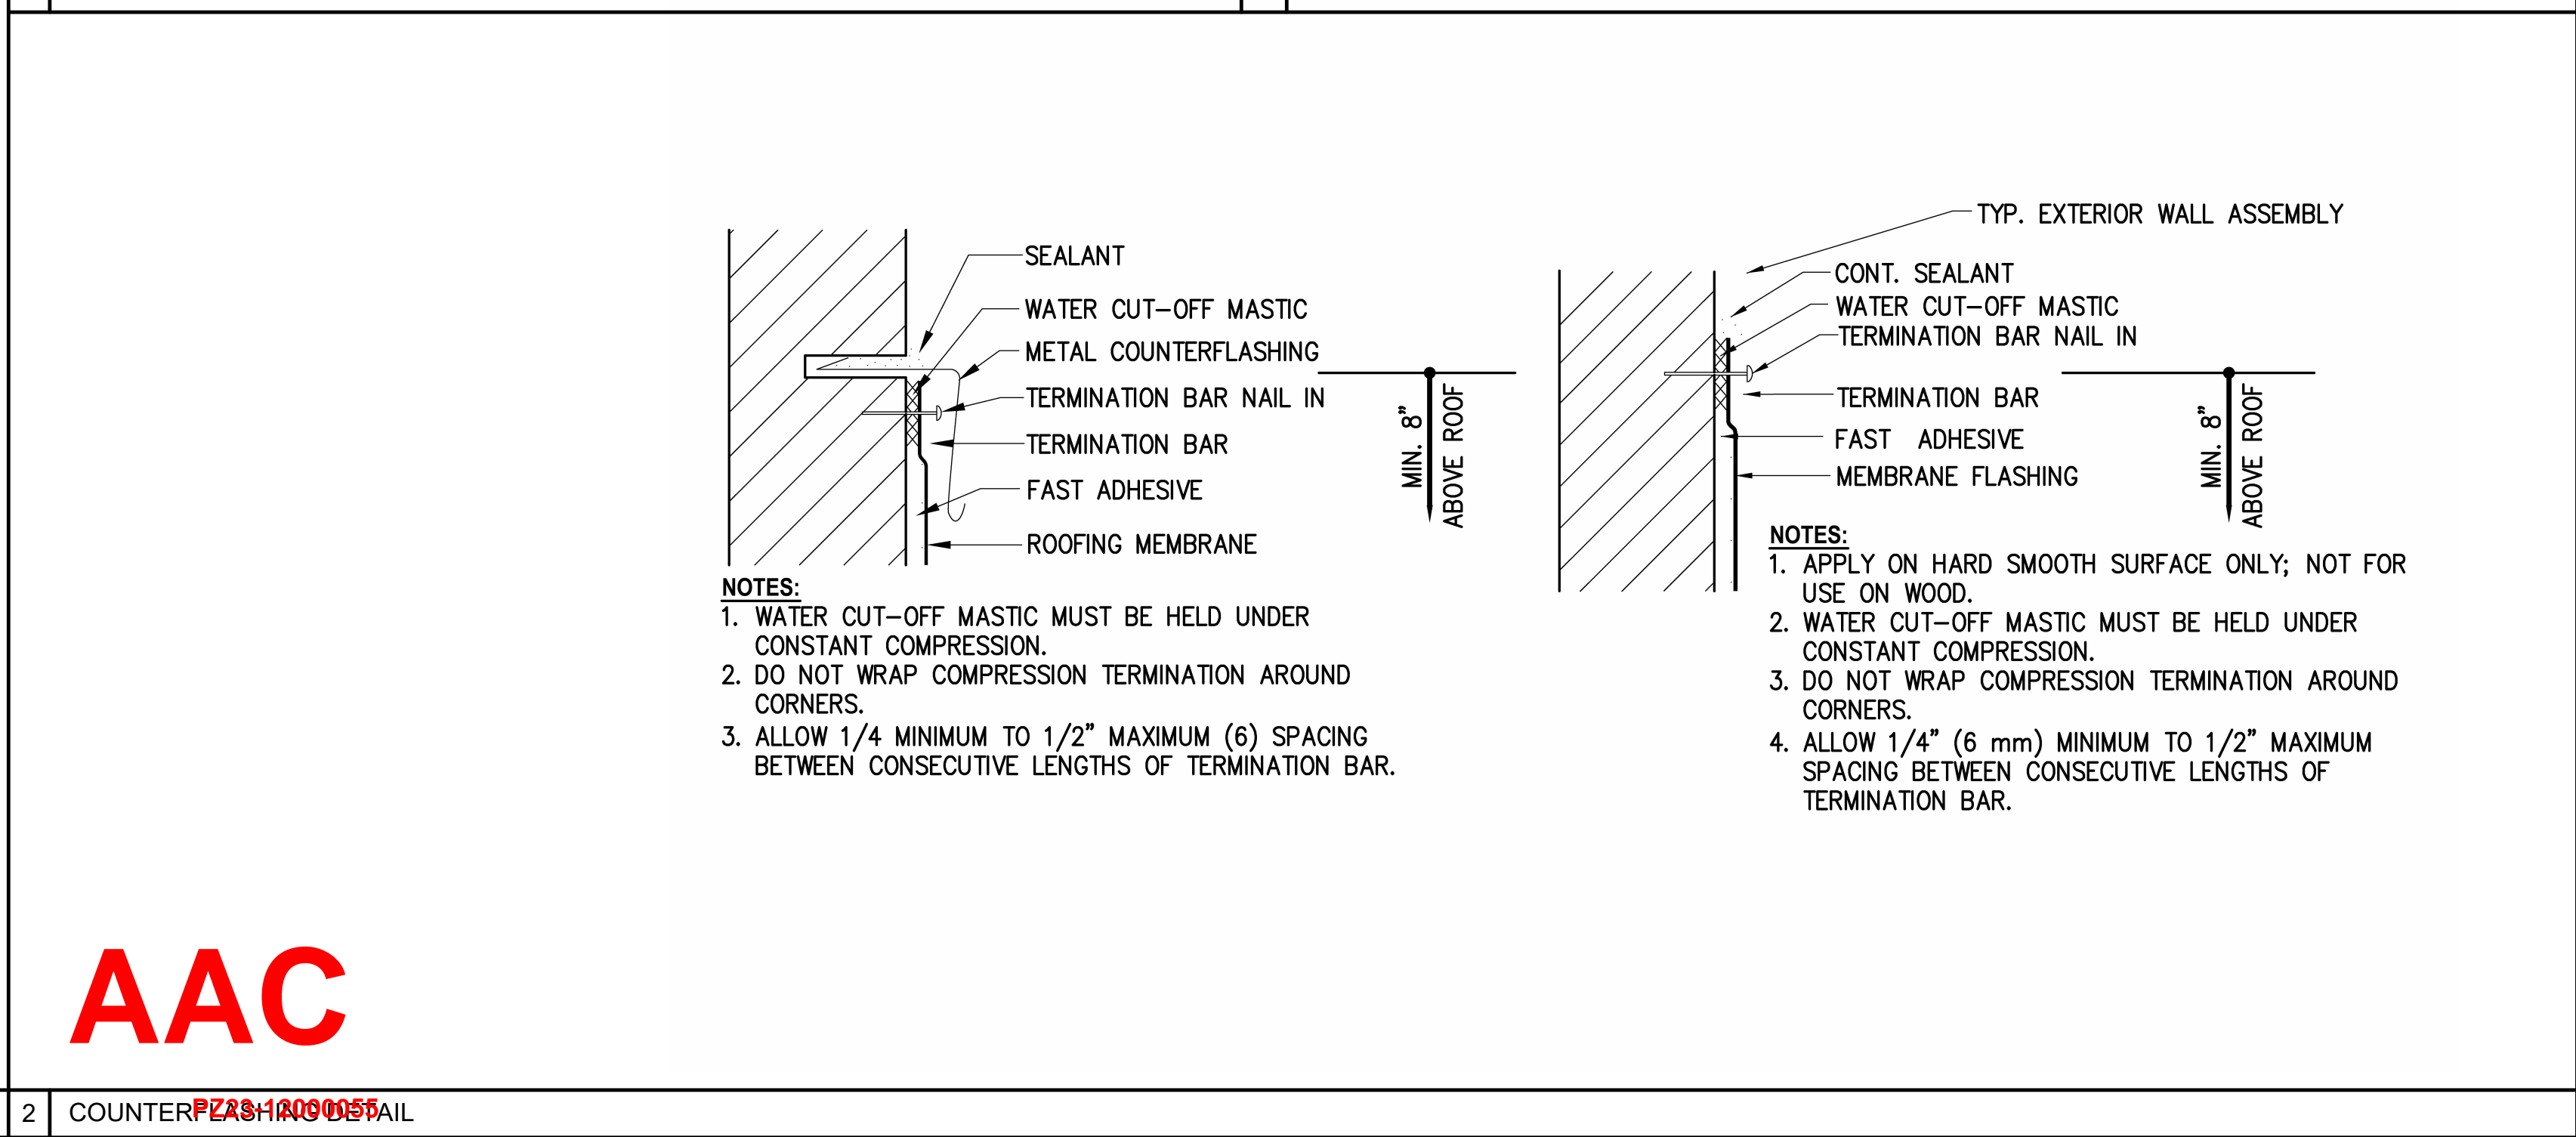 SEALANT
WATER CUT-OFF MASTIC
METAL COUNTERFLASHING
TERMINATION BAR NAIL IN
TERMINATION BAR
FAST ADHESIVE
ROOFING MEMBRANE
MIN. 8"
ABOVE ROOF
NOTES:
1. WATER CUT-OFF MASTIC MUST BE HELD UNDER
CONSTANT COMPRESSION.
2. DO NOT WRAP COMPRESSION TERMINATION AROUND
CORNERS.
3. ALLOW 1/4 MINIMUM TO 1/2" MAXIMUM (6) SPACING
BETWEEN CONSECUTIVE LENGTHS OF TERMINATION BAR.
TYP. EXTERIOR WALL ASSEMBLY
CONT. SEALANT
WATER CUT-OFF MASTIC
TERMINATION BAR NAIL IN
TERMINATION BAR
FAST ADHESIVE
MEMBRANE FLASHING
MIN. 8"
ABOVE ROOF
NOTES:
1. APPLY ON HARD SMOOTH SURFACE ONLY; NOT FOR
USE ON WOOD.
2. WATER CUT-OFF MASTIC MUST BE HELD UNDER
CONSTANT COMPRESSION.
3. DO NOT WRAP COMPRESSION TERMINATION AROUND
CORNERS.
4. ALLOW 1/4" (6 mm) MINIMUM TO 1/2" MAXIMUM
SPACING BETWEEN CONSECUTIVE LENGTHS OF
TERMINATION BAR.
AAC
2 COUNTERFLASHING DETAIL
PZ23-12000055